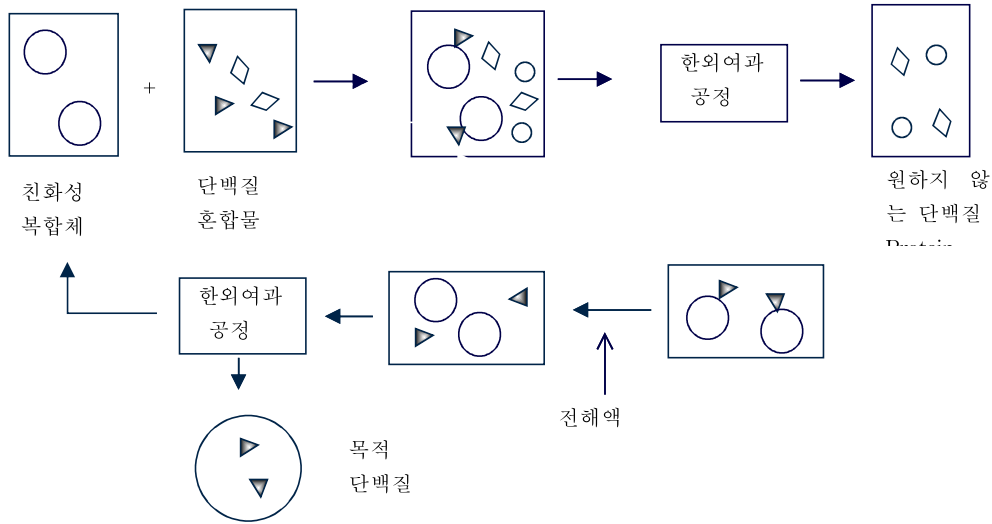 +
한외여과
공정
친화성
복합체
단백질
혼합물
원하지 않
는 단백질
한외여과
공정
전해액
목적
단백질